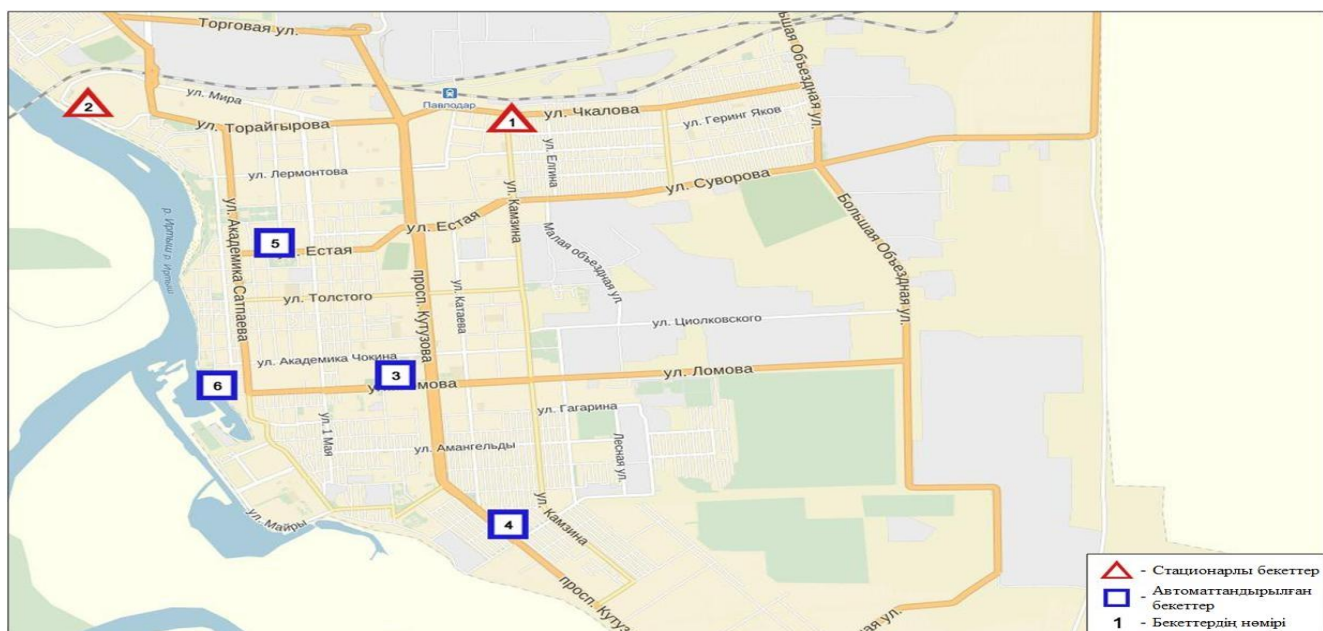 Торговая ул.
Большая Объездная ул.
ул. Мира
Павлодар
2
1
ул. Чкалова
ул. Торайгырова
ул. Геринг Яков
ул. Елгина
ул. Лермонтова
ул. Суворова
ул. Камзина
ул. Академика Сатпаева
р. Иртыш
р. Иртыш
ул. Естая
5
Естая
Малая объездная ул.
Большая Объездная ул.
просп. Кутузова
ул. Катаева
ул. Толстого
ул. Циолковского
ул. Академика Чокина
6
3
ул. Ломова
ул. Гагарина
ул. 1 Мая
ул. Амангельды
Лесная ул.
ул. Майры
4
ул. Камзина
просп. Кутуз
ная ул.
- Стационарлы бекеттер
- Автоматтандырылған
бекеттер
1 - Бекеттердің нөмірі